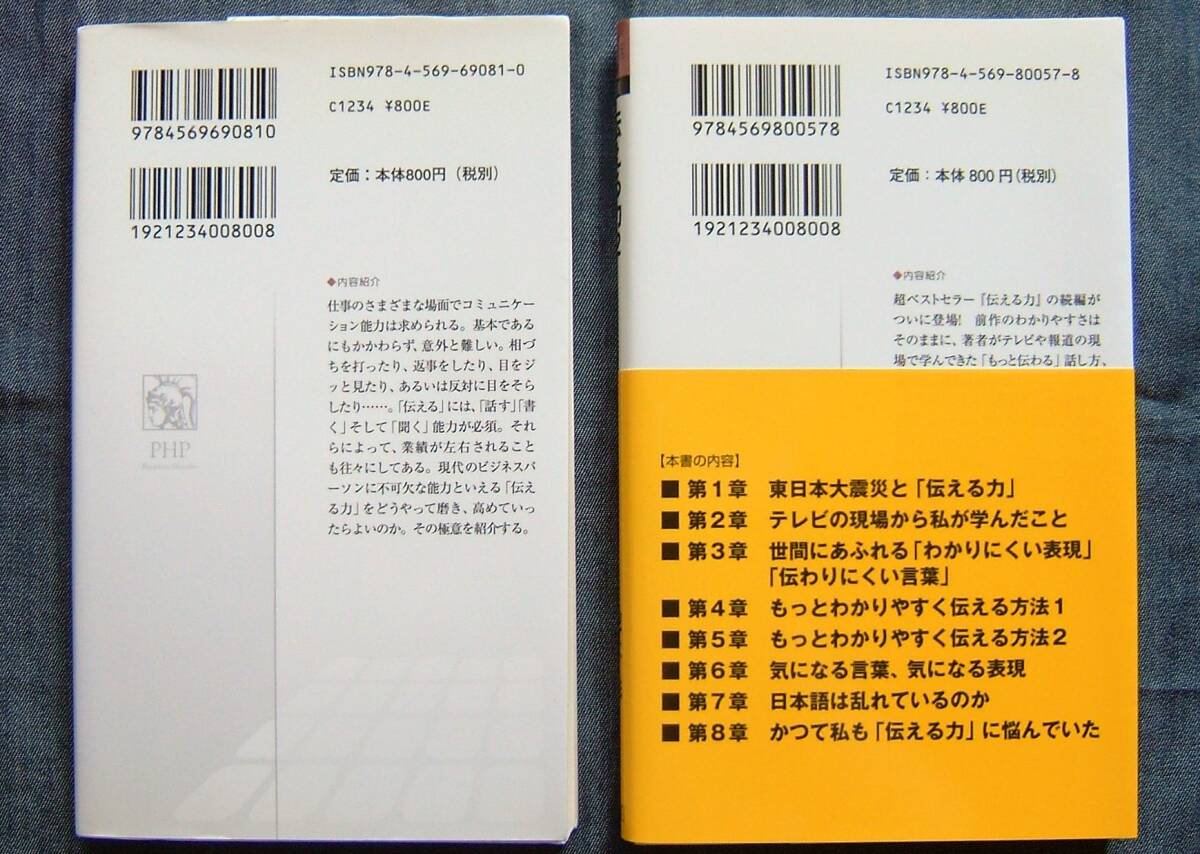 ISBN978-4-569-69081-0
C1234 ¥800E
9784569690810
定価：本体800円（税別）
1921234008008
◆内容紹介
仕事のさまざまな場面でコミュニケー
ション能力は求められる。基本である
にもかかわらず、意外と難しい。相づ
ちを打ったり、返事をしたり、目をジ
ッと見たり、あるいは反対に目をそら
したり……。「伝える」には、「話す」「書
く」そして「聞く」能力が必須。それ
らによって、業績が左右されること
も往々にしてある。現代のビジネスパ
ーソンに不可欠な能力といえる「伝え
る力」をどうやって磨き、高めていっ
たらよいのか。その極意を紹介する。
PHP
ISBN978-4-569-80057-8
C1234 ¥800E
9784569800578
定価：本体 800 円（税別）
1921234008008
◆内容紹介
超ベストセラー『伝える力』の続編が
ついに登場！ 前作のわかりやすさは
そのままに、著者がテレビや報道の現
場で学んできた「もっと伝わる」話し方、
【本書の内容】
■ 第1章 東日本大震災と「伝える力」
■ 第2章 テレビの現場から私が学んだこと
■ 第3章 世間にあふれる「わかりにくい表現」
「伝わりにくい言葉」
■ 第4章 もっとわかりやすく伝える方法1
■ 第5章 もっとわかりやすく伝える方法2
■ 第6章 気になる言葉、気になる表現
■ 第7章 日本語は乱れているのか
■ 第8章 かつて私も「伝える力」に悩んでいた